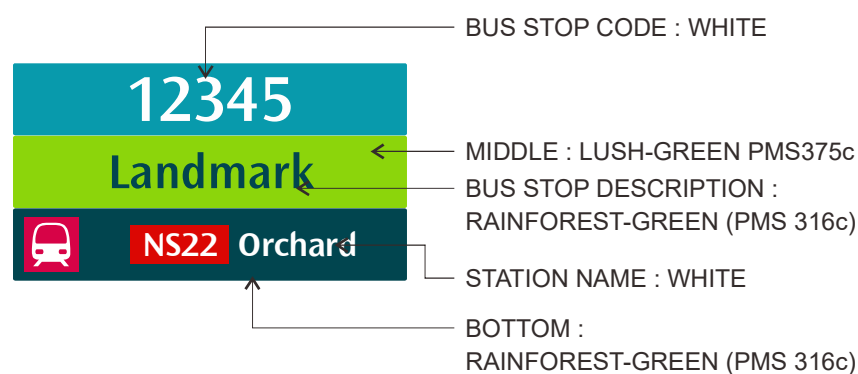 BUS STOP CODE : WHITE
12345
Landmark
MIDDLE : LUSH-GREEN PMS375c
BUS STOP DESCRIPTION :
RAINFOREST-GREEN (PMS 316c)
NS22 Orchard
STATION NAME : WHITE
BOTTOM :
RAINFOREST-GREEN (PMS 316c)